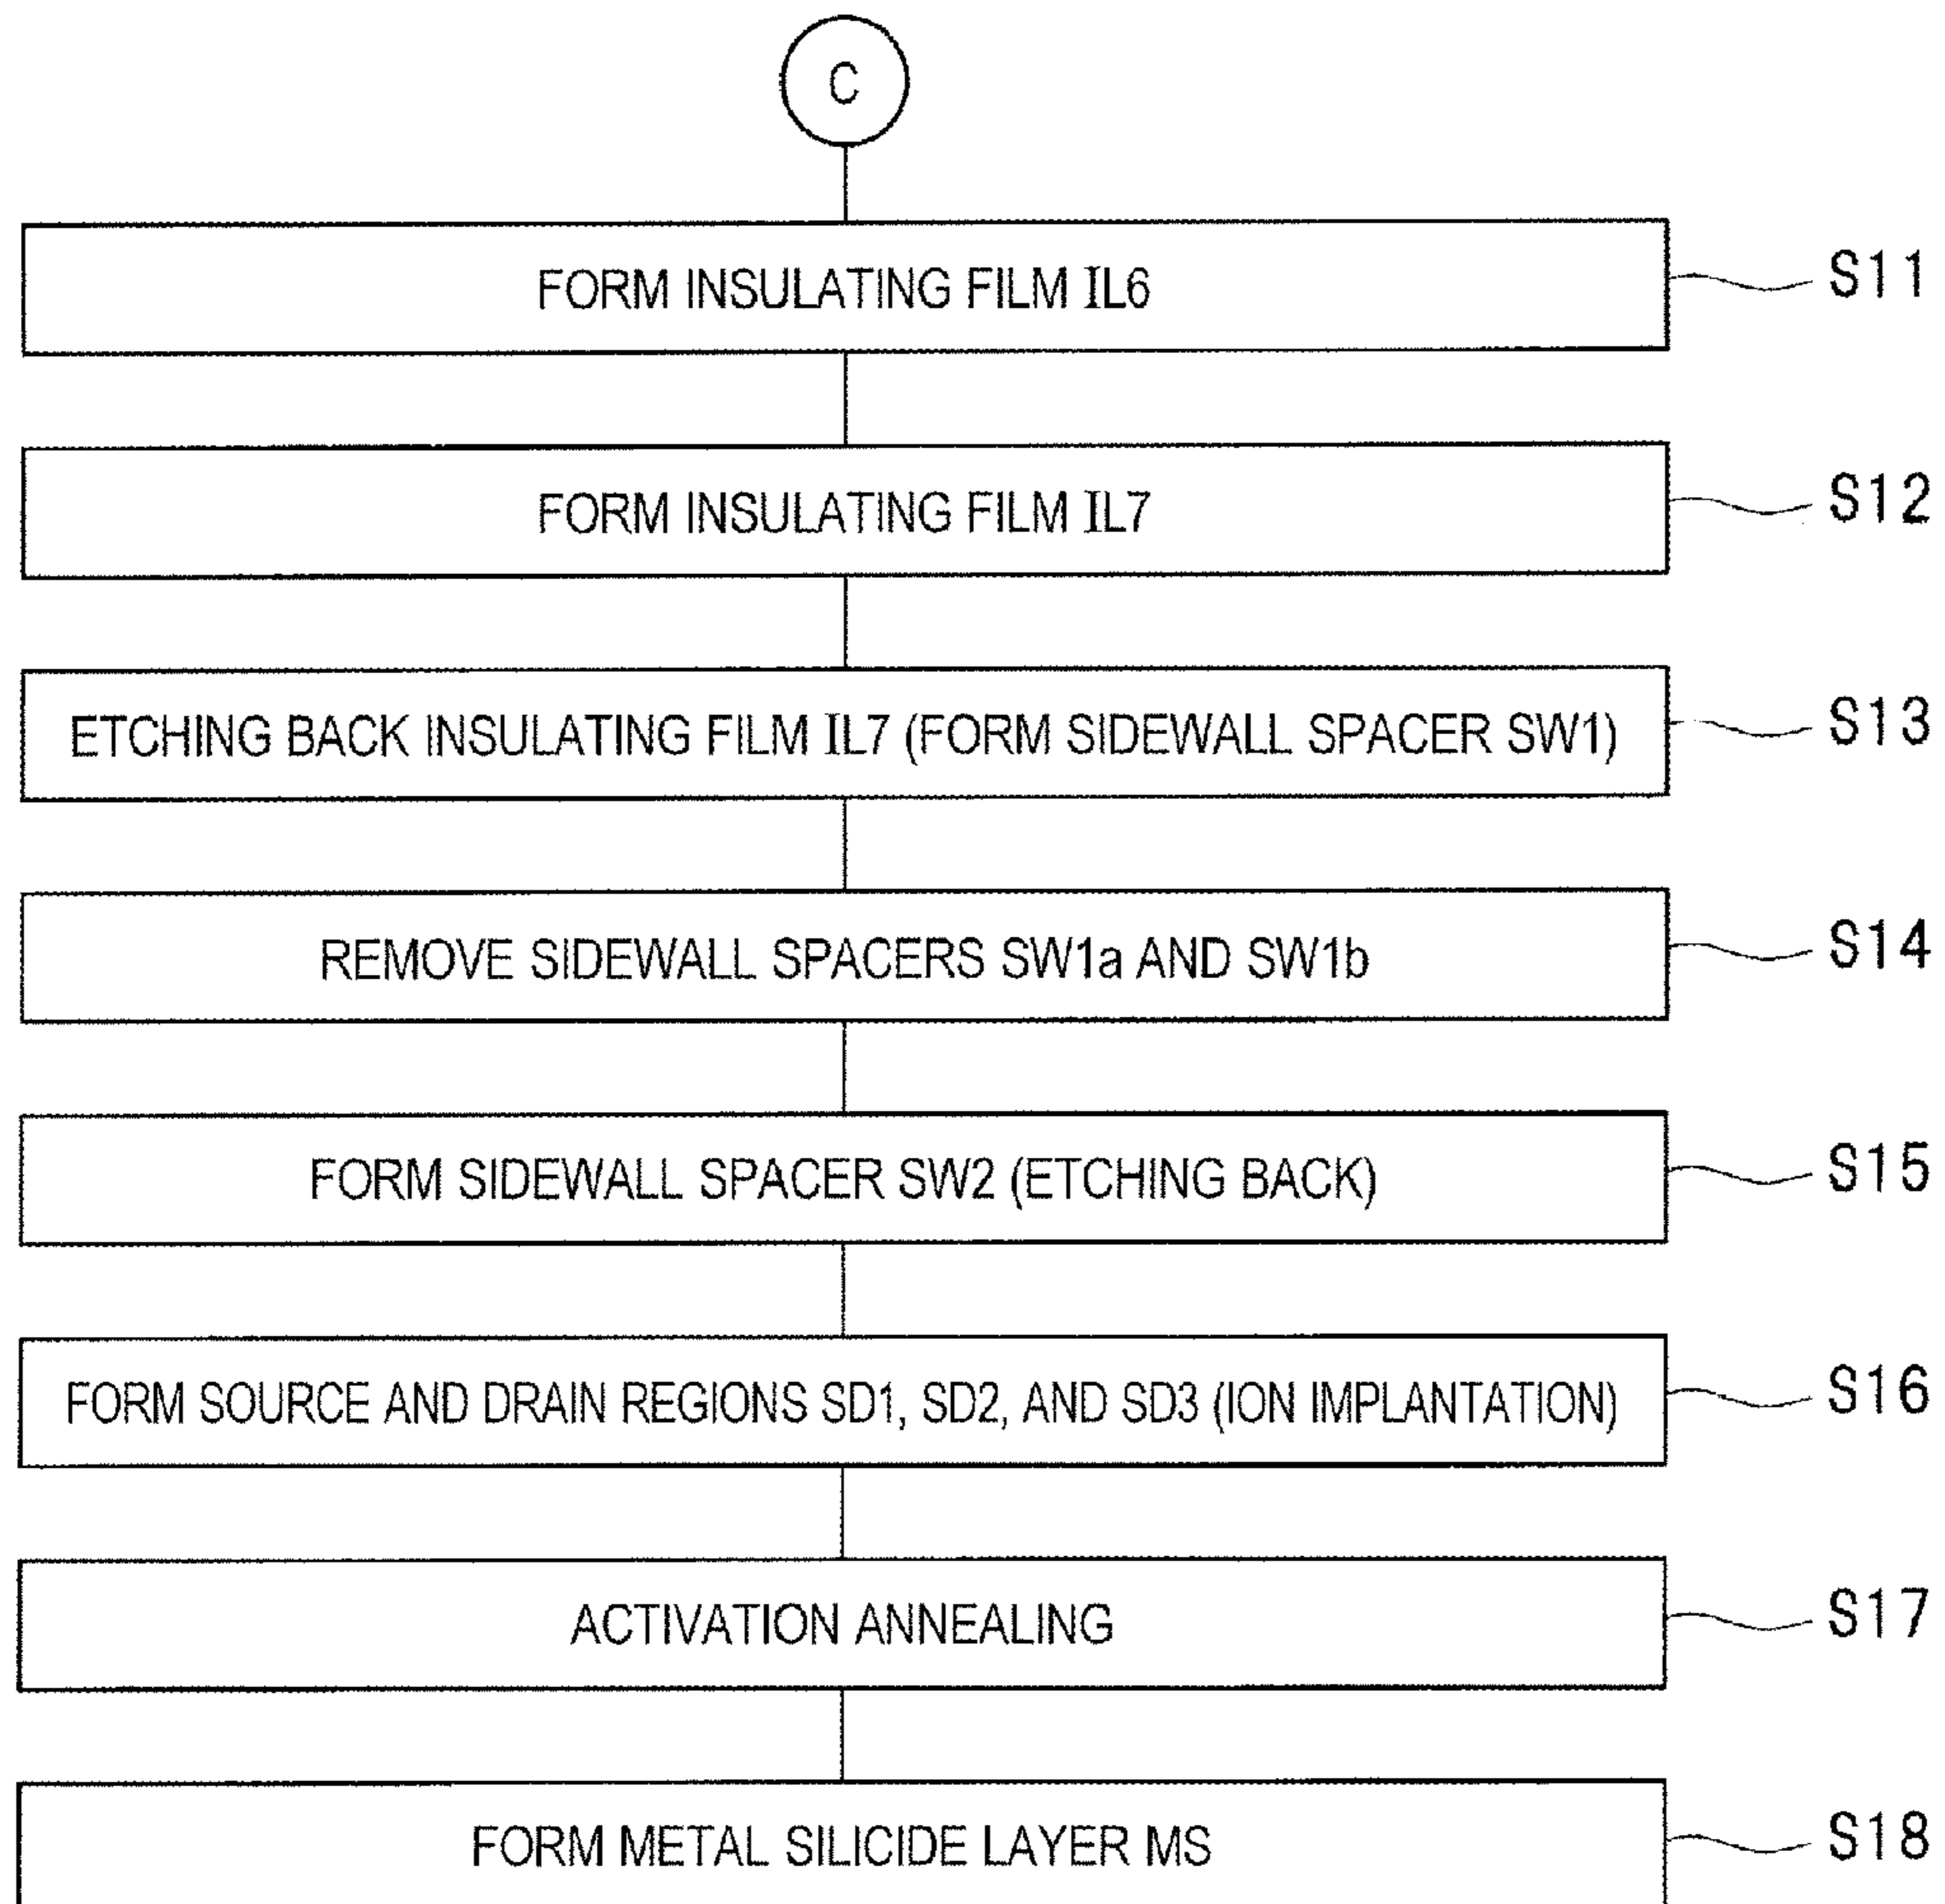 C
FORM INSULATING FILM IL6 S11
FORM INSULATING FILM IL7 S12
ETCHING BACK INSULATING FILM IL7 (FORM SIDEWALL SPACER SW1) S13
REMOVE SIDEWALL SPACERS SW1a AND SW1b S14
FORM SIDEWALL SPACER SW2 (ETCHING BACK) S15
FORM SOURCE AND DRAIN REGIONS SD1, SD2, AND SD3 (ION IMPLANTATION) S16
ACTIVATION ANNEALING S17
FORM METAL SILICIDE LAYER MS S18